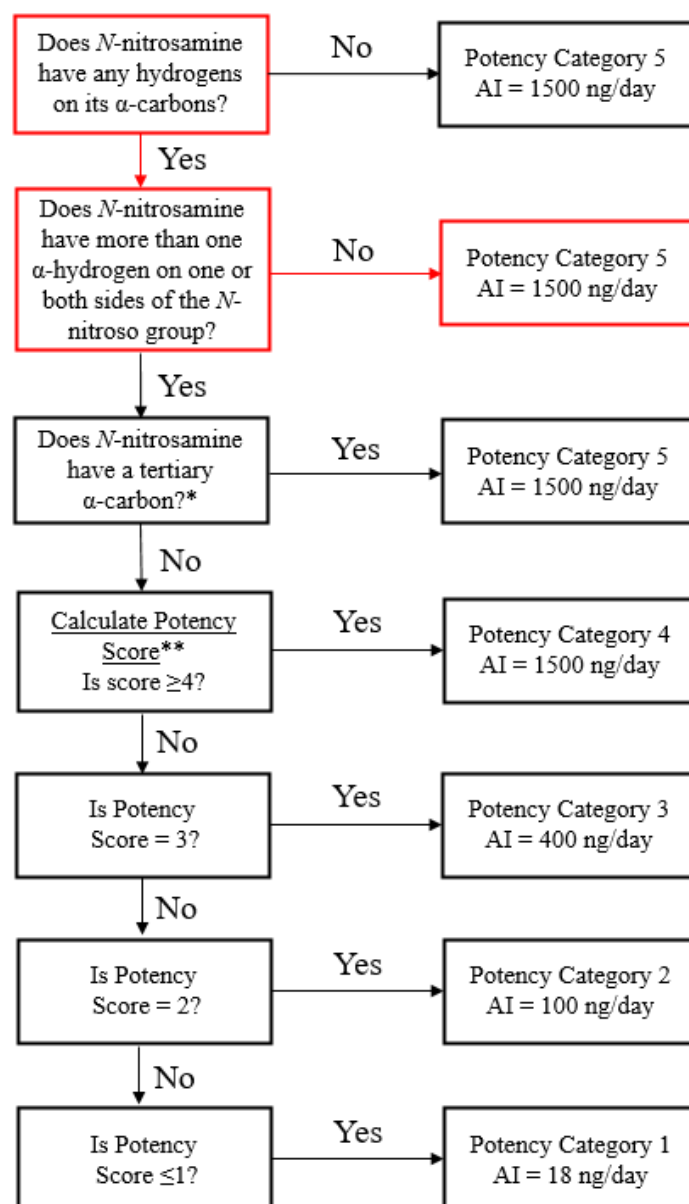 Does N-nitrosamine
have any hydrogens
on its α-carbons?
No
Potency Category 5
AI = 1500 ng/day
Yes
Does N-nitrosamine
have more than one
α-hydrogen on one or
both sides of the N-
nitroso group?
No
Potency Category 5
AI = 1500 ng/day
Yes
Does N-nitrosamine
have a tertiary
α-carbon?*
Yes
Potency Category 5
AI = 1500 ng/day
No
Calculate Potency
Score**
Is score ≥4?
Yes
Potency Category 4
AI = 1500 ng/day
No
Is Potency
Score = 3?
Yes
Potency Category 3
AI = 400 ng/day
No
Is Potency
Score = 2?
Yes
Potency Category 2
AI = 100 ng/day
No
Is Potency
Score ≤1?
Yes
Potency Category 1
AI = 18 ng/day